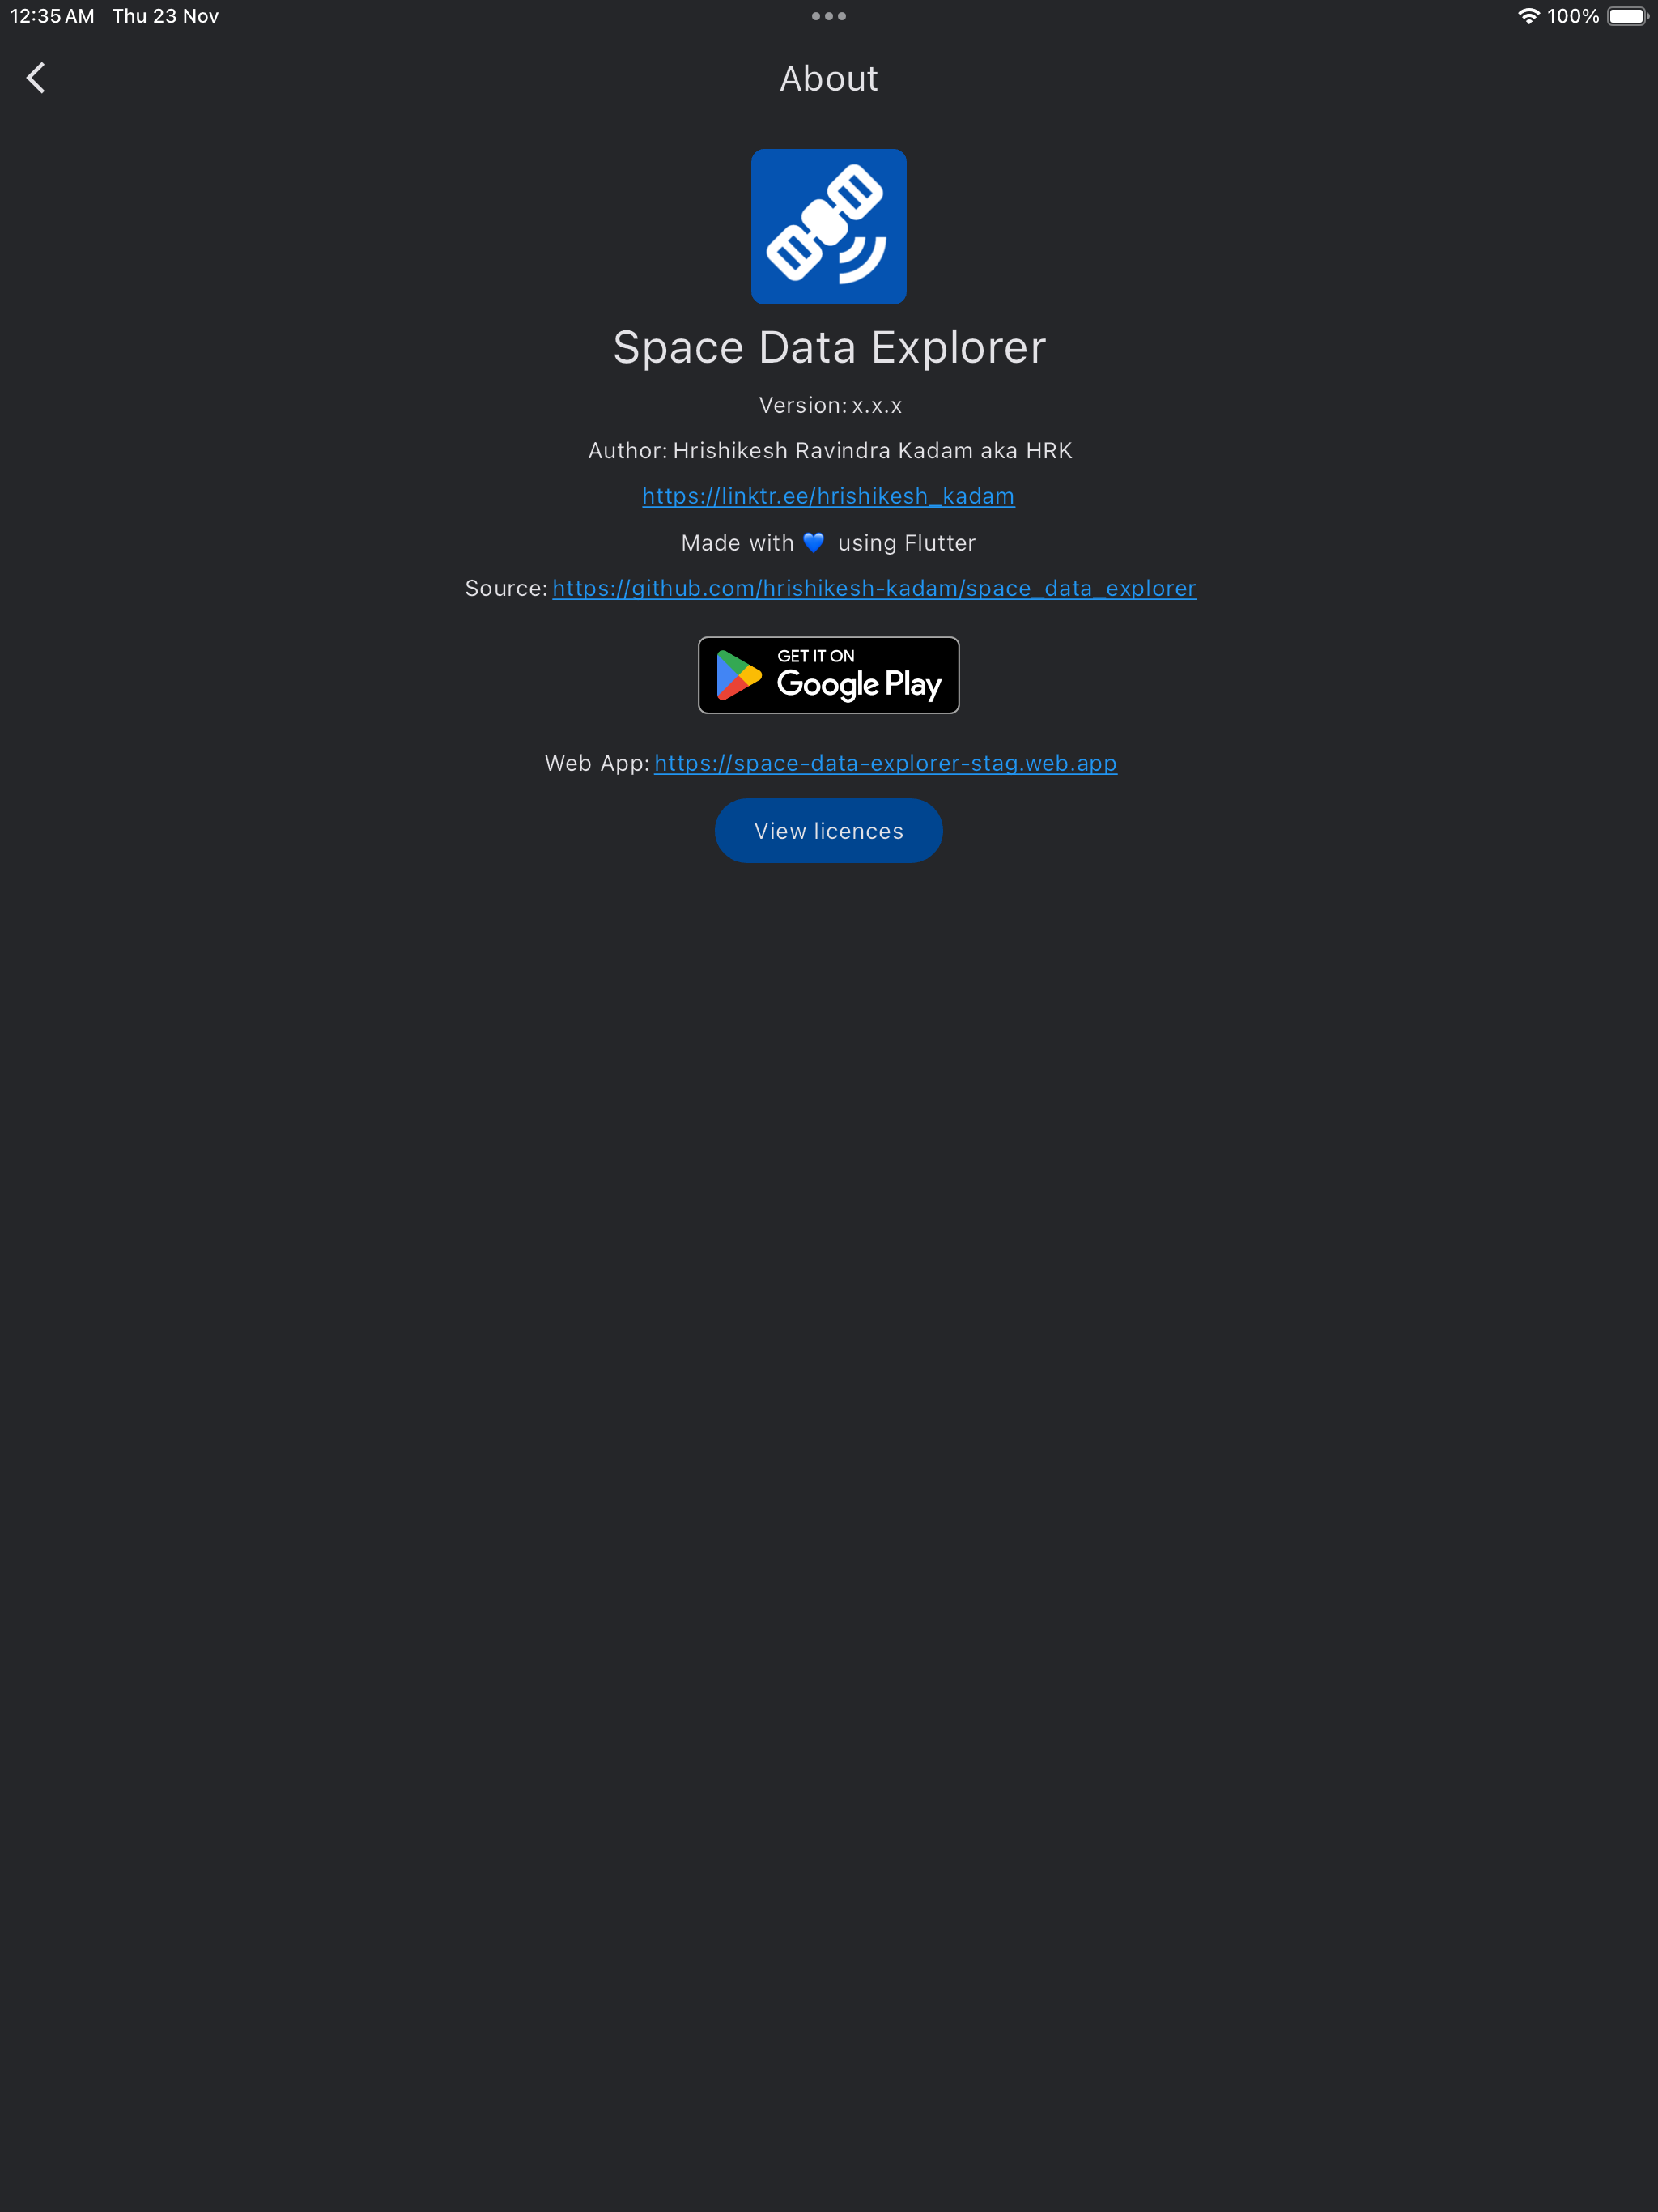 12:35 AM Thu 23 Nov 100%
About
Space Data Explorer
Version: x.x.x
Author: Hrishikesh Ravindra Kadam aka HRK
https://linktr.ee/hrishikesh_kadam
Made with 💙 using Flutter
Source: https://github.com/hrishikesh-kadam/space_data_explorer
GET IT ON
Google Play
Web App: https://space-data-explorer-stag.web.app
View licences